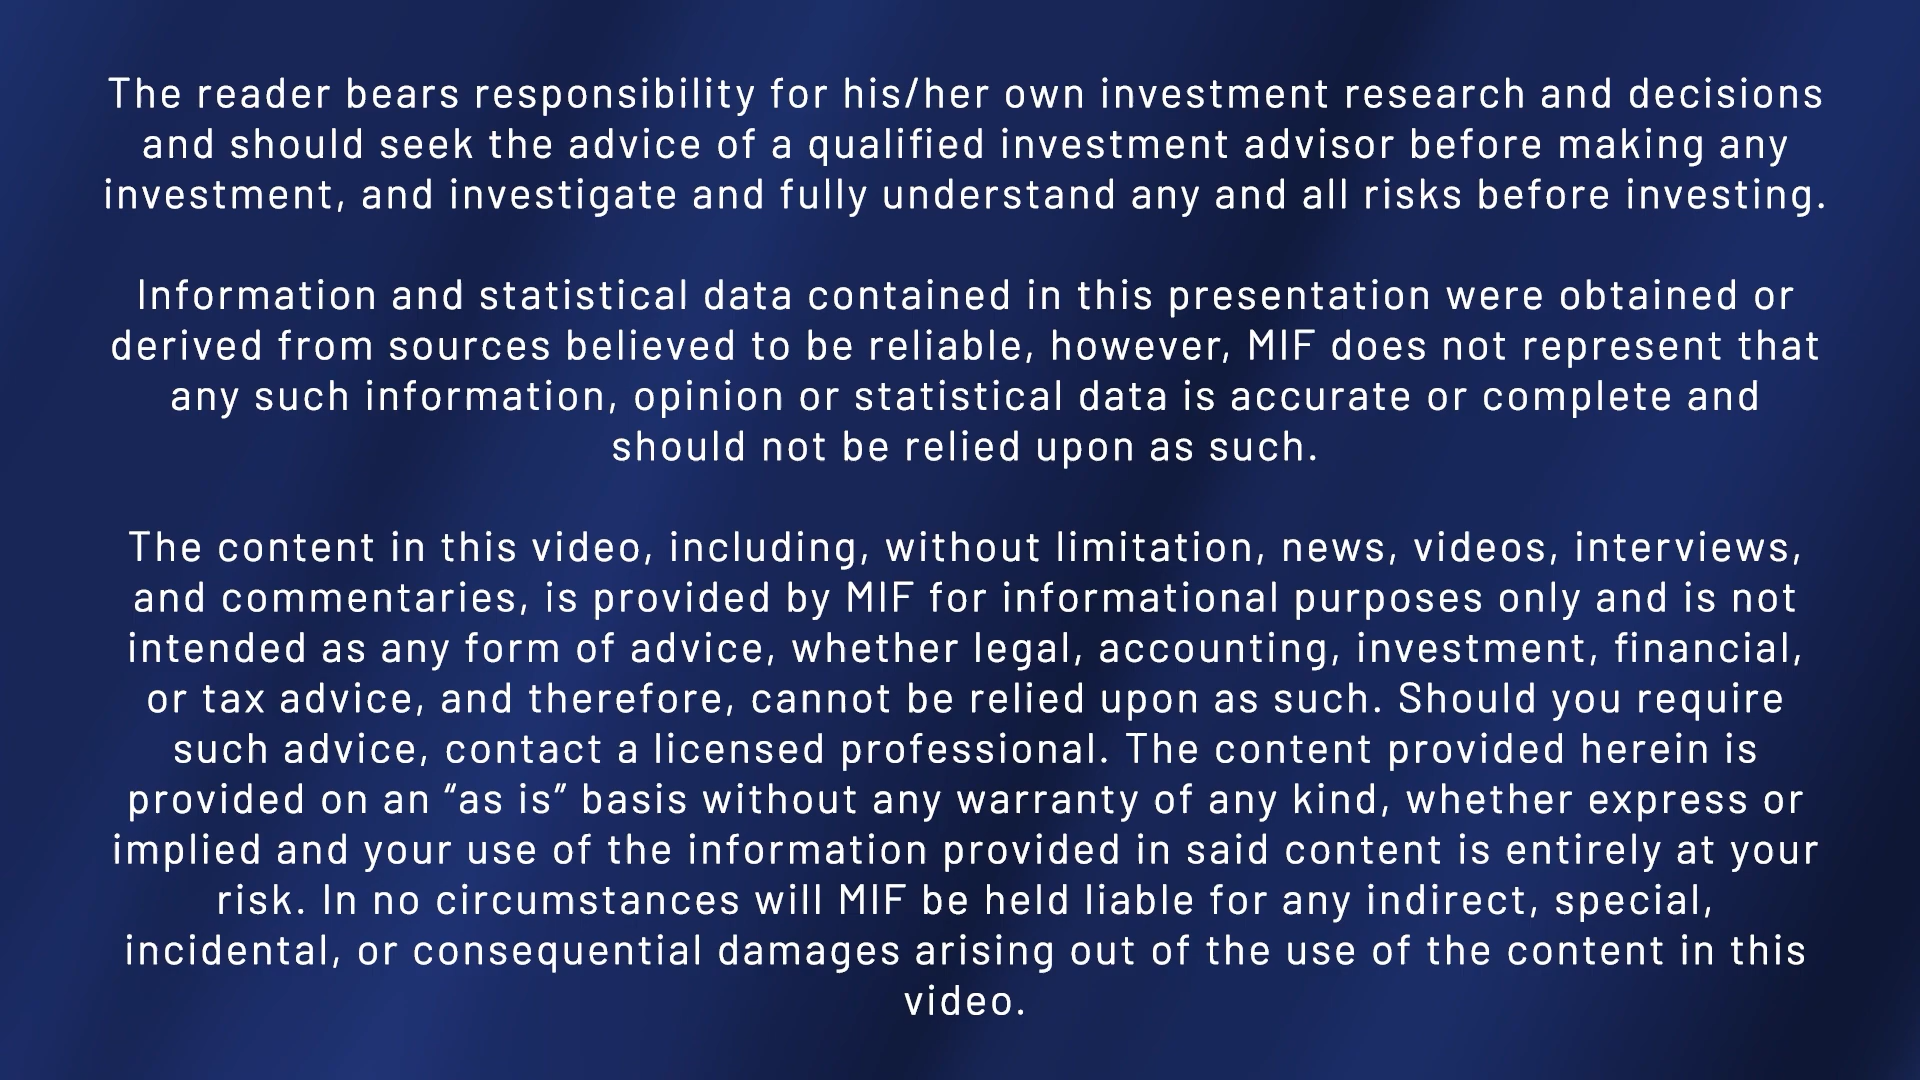 The reader bears responsibility for his/her own investment research and decisions
and should seek the advice of a qualified investment advisor before making any
investment, and investigate and fully understand any and all risks before investing.
Information and statistical data contained in this presentation were obtained or
derived from sources believed to be reliable, however, MIF does not represent that
any such information, opinion or statistical data is accurate or complete and
should not be relied upon as such.
The content in this video, including, without limitation, news, videos, interviews,
and commentaries, is provided by MIF for informational purposes only and is not
intended as any form of advice, whether legal, accounting, investment, financial,
or tax advice, and therefore, cannot be relied upon as such. Should you require
such advice, contact a licensed professional. The content provided herein is
provided on an “as is” basis without any warranty of any kind, whether express or
implied and your use of the information provided in said content is entirely at your
risk. In no circumstances will MIF be held liable for any indirect, special,
incidental, or consequential damages arising out of the use of the content in this
video.